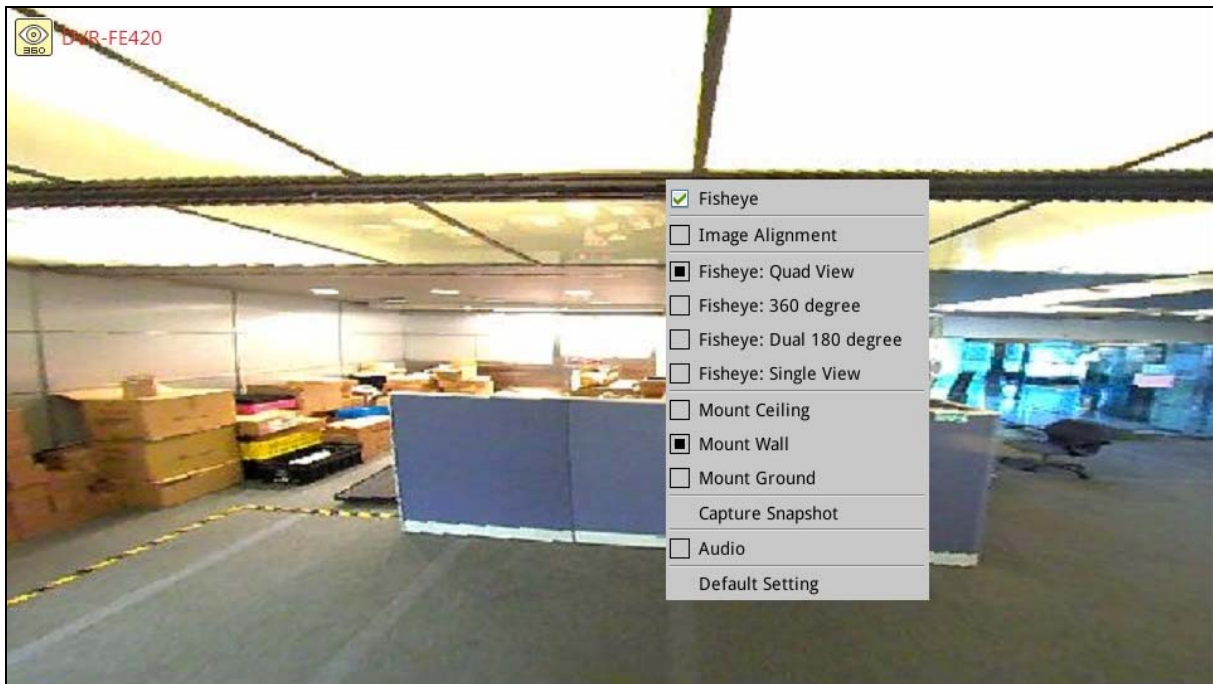 360
DVR-FE420
Fisheye
Image Alignment
Fisheye: Quad View
Fisheye: 360 degree
Fisheye: Dual 180 degree
Fisheye: Single View
Mount Ceiling
Mount Wall
Mount Ground
Capture Snapshot
Audio
Default Setting